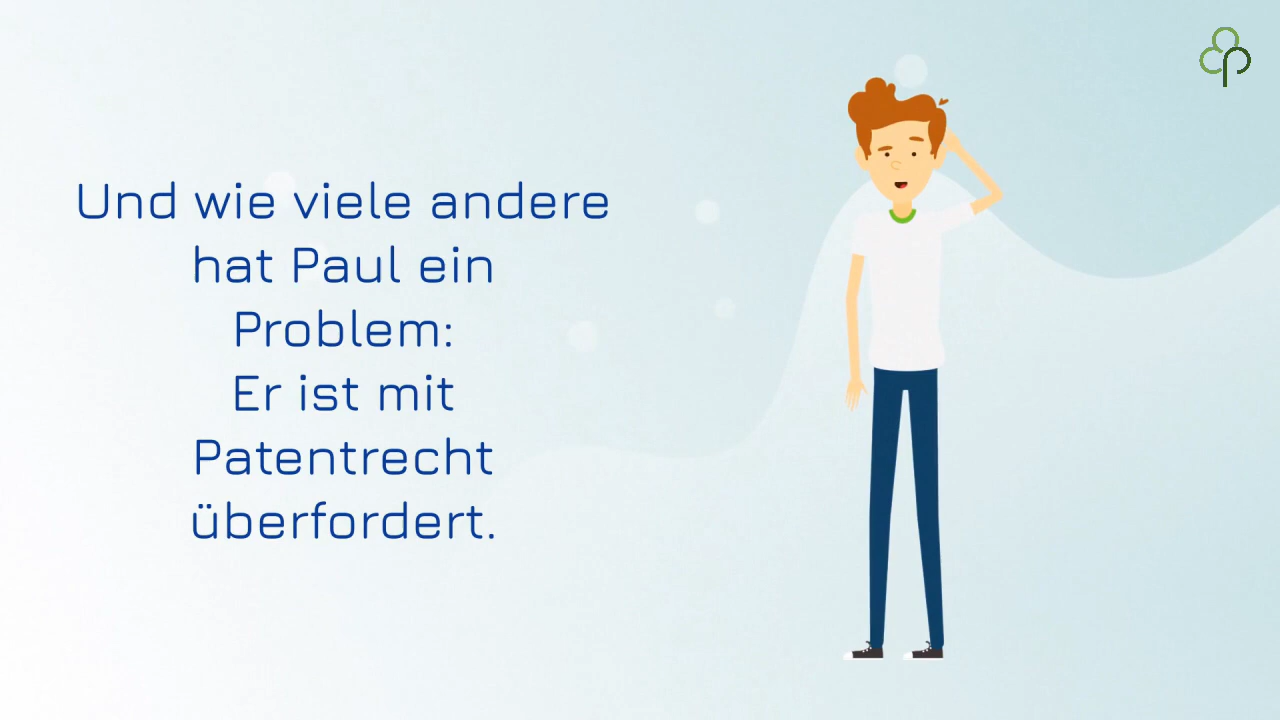 Und wie viele andere
hat Paul ein
Problem:
Er ist mit
Patentrecht
überfordert.